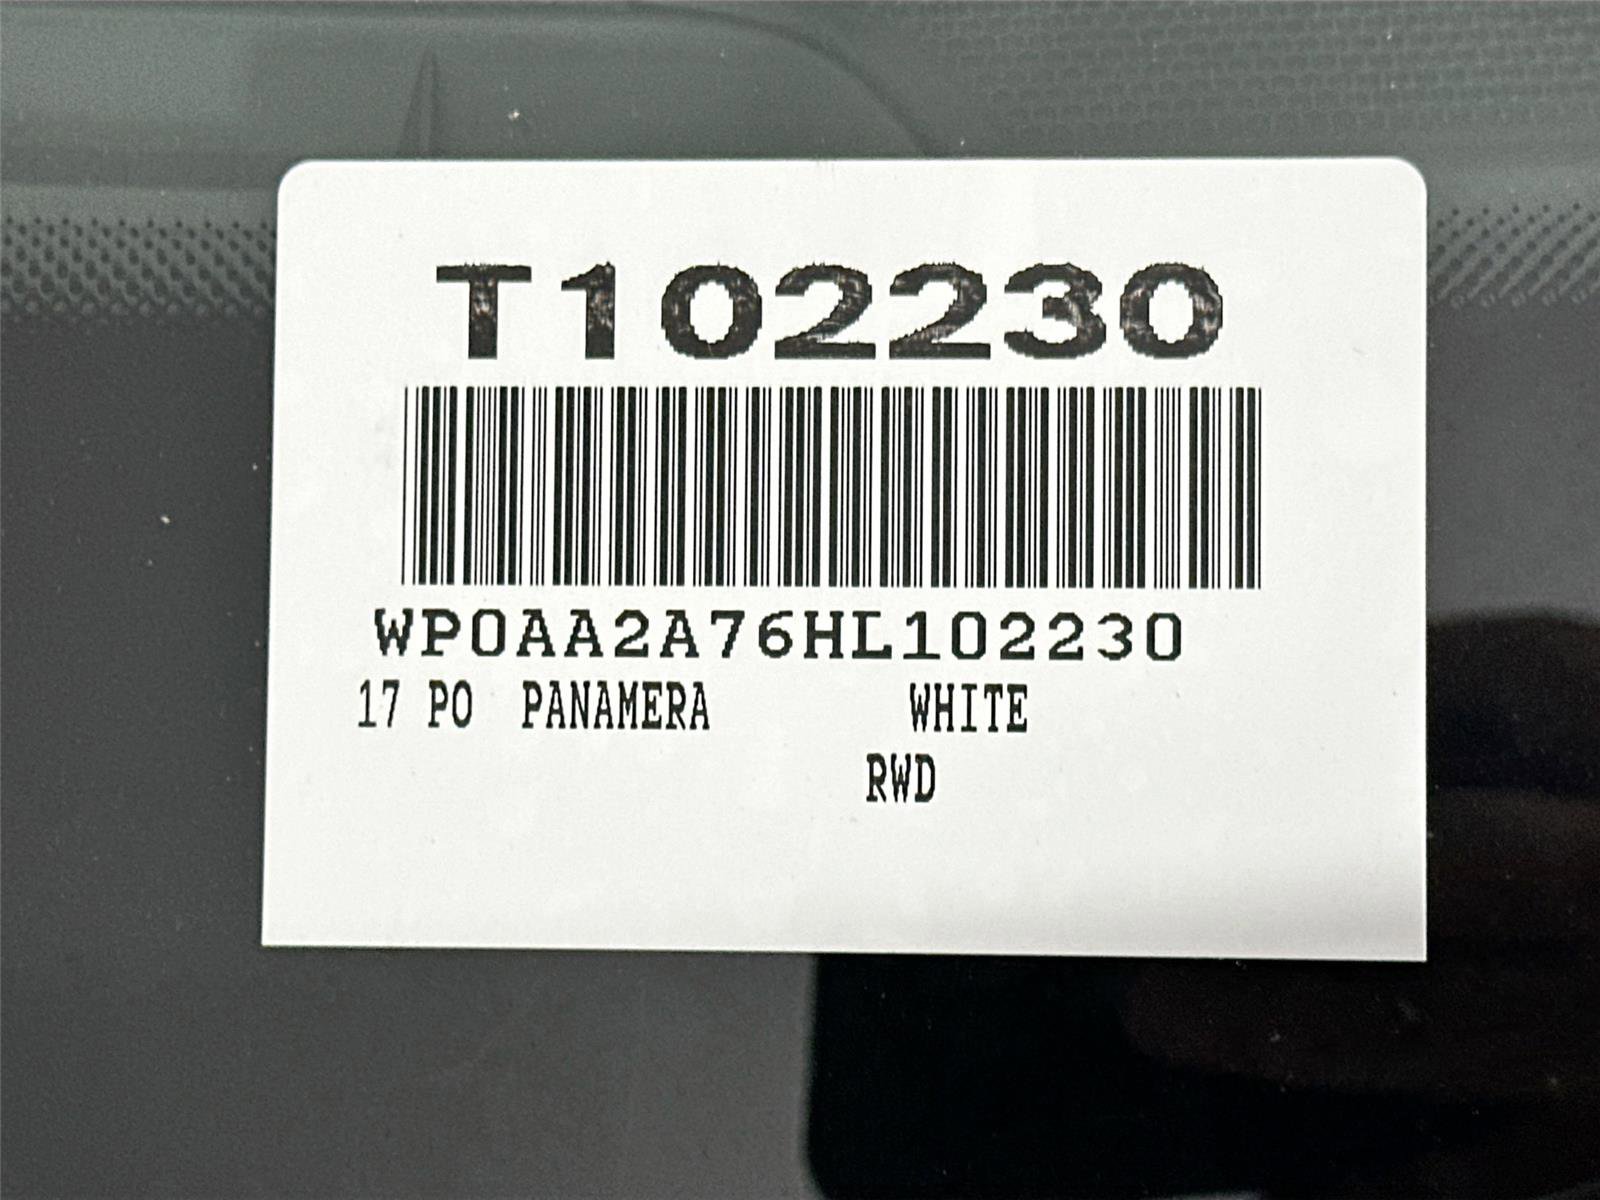 T102230
WP0AA2A76HL102230
17 PO PANAMERA WHITE
RWD